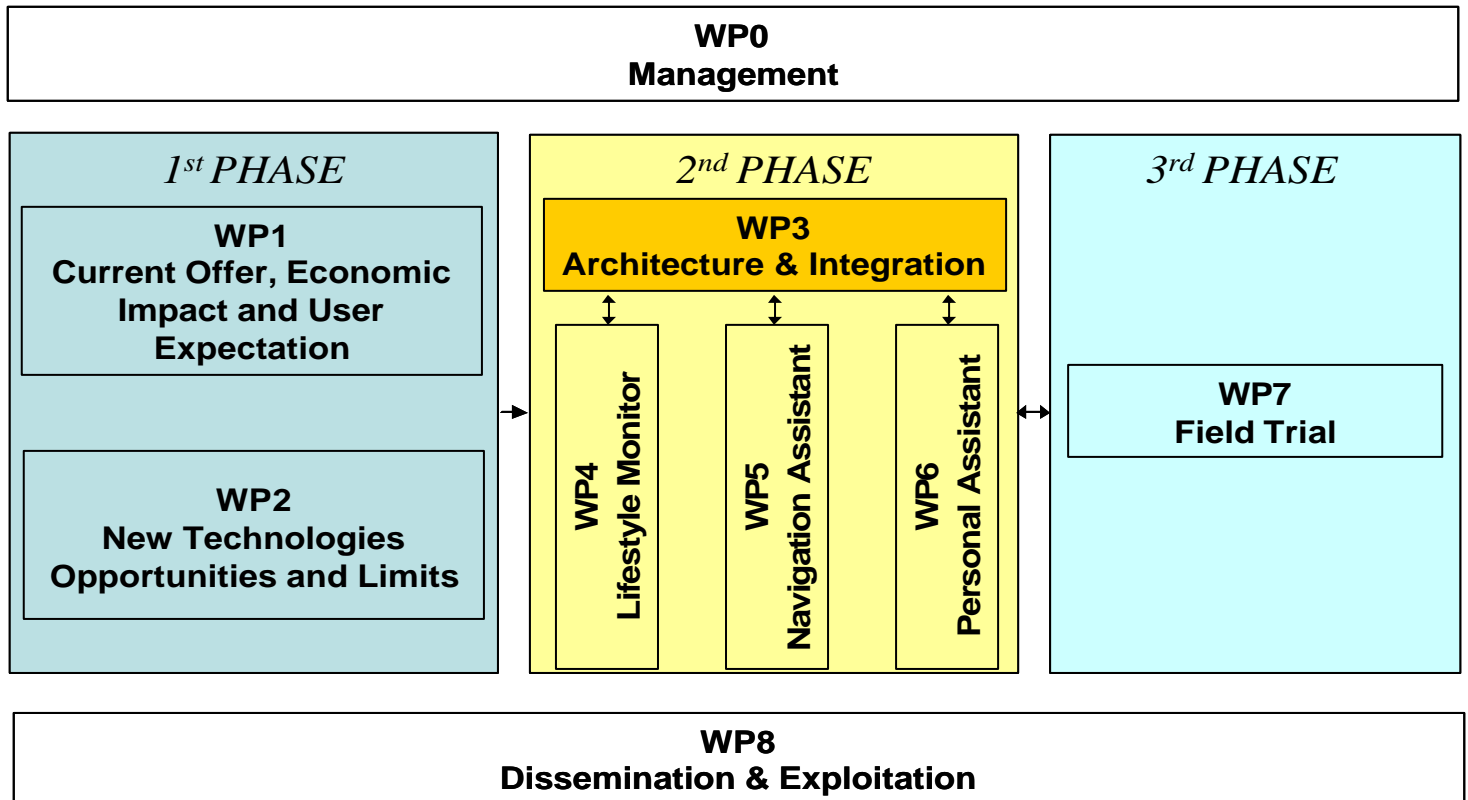 WP0
Management
1st PHASE
WP1
Current Offer, Economic
Impact and User
Expectation
WP2
New Technologies
Opportunities and Limits
2nd PHASE
WP3
Architecture & Integration
WP4
Lifestyle Monitor
WP5
Navigation Assistant
WP6
Personal Assistant
3rd PHASE
WP7
Field Trial
WP8
Dissemination & Exploitation